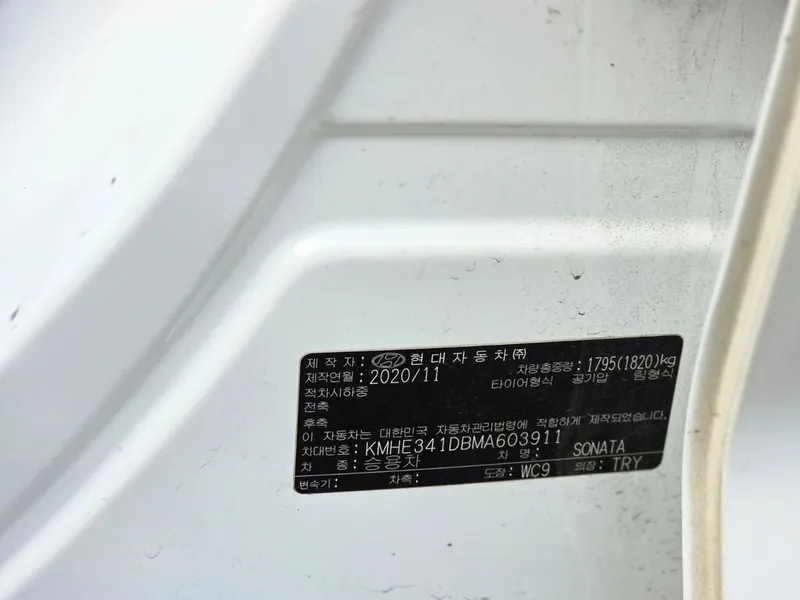 제 작 자 : 현대자동차㈜ 차량총중량 : 1795(1820)kg
제작연월 : 2020/11 타이어형식 공기압 림형식
적차시하중
전축
후축
이 자동차는 대한민국 자동차관리법령에 적합하게 제작되었습니다.
차대번호 : KMHE341DBMA603911
차 종 : 승용차 차 명 : SONATA
변속기 : 차축 : 도장 : WC9 의장 : TRY